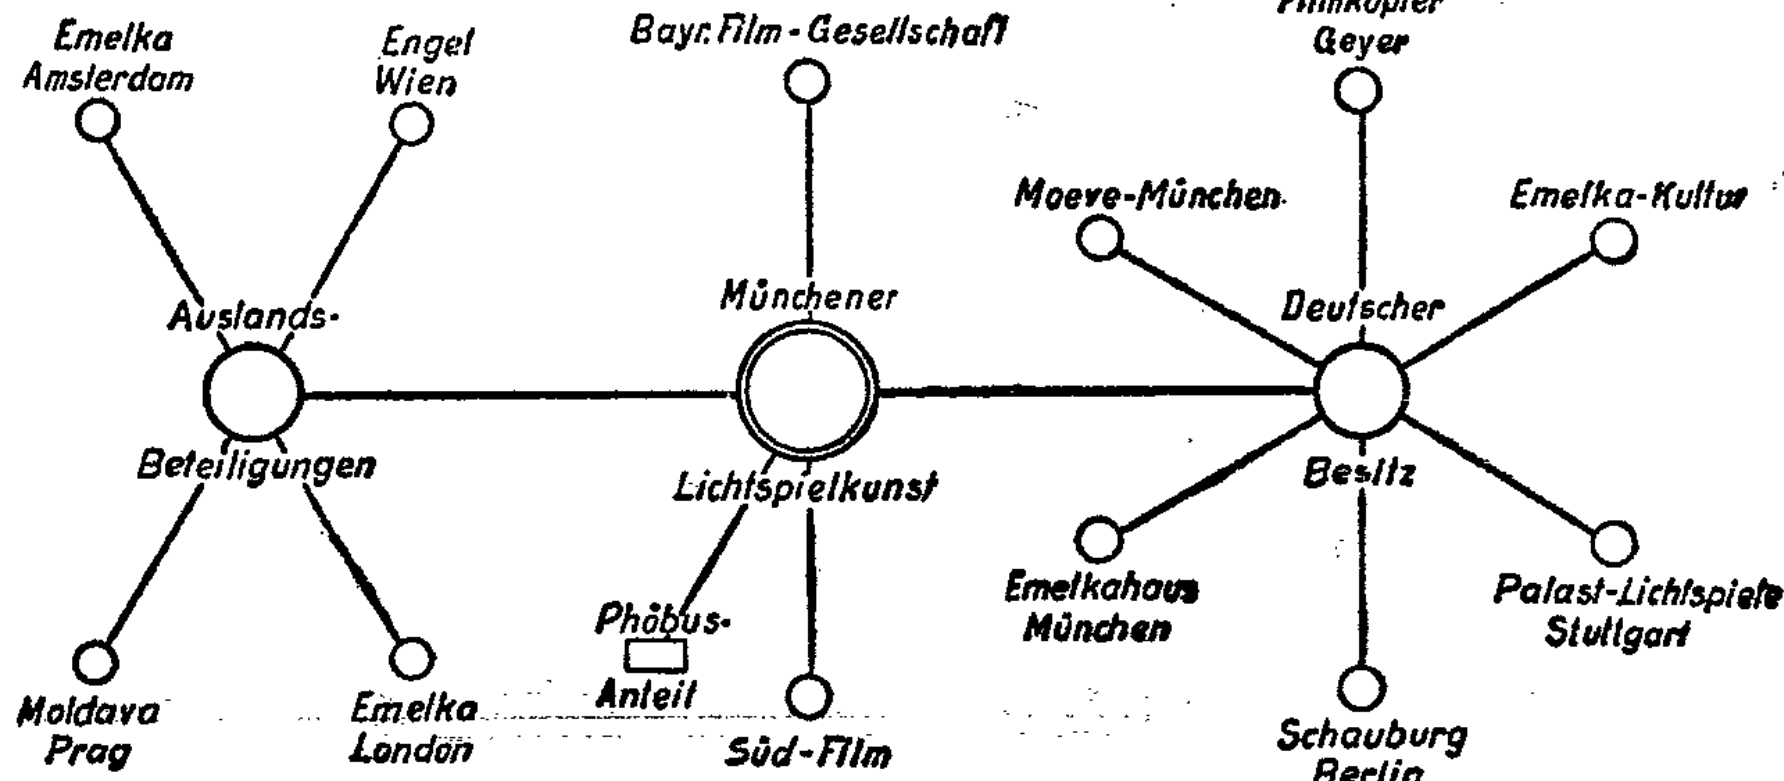 Emelka
Amsterdam
Engel
Wien
Bayr. Film-Gesellschaft
Filmkopier
Geyer
Moeve-München
Emelka-Kultur
Auslands-
Beteiligungen
Münchener
Lichtspielkunst
Deutscher
Besitz
Moldava
Prag
Emelka
London
Phöbus-
Anteil
Süd-Film
Emelkahaus
München
Palast-Lichtspiele
Stuttgart
Schauburg
Berlin